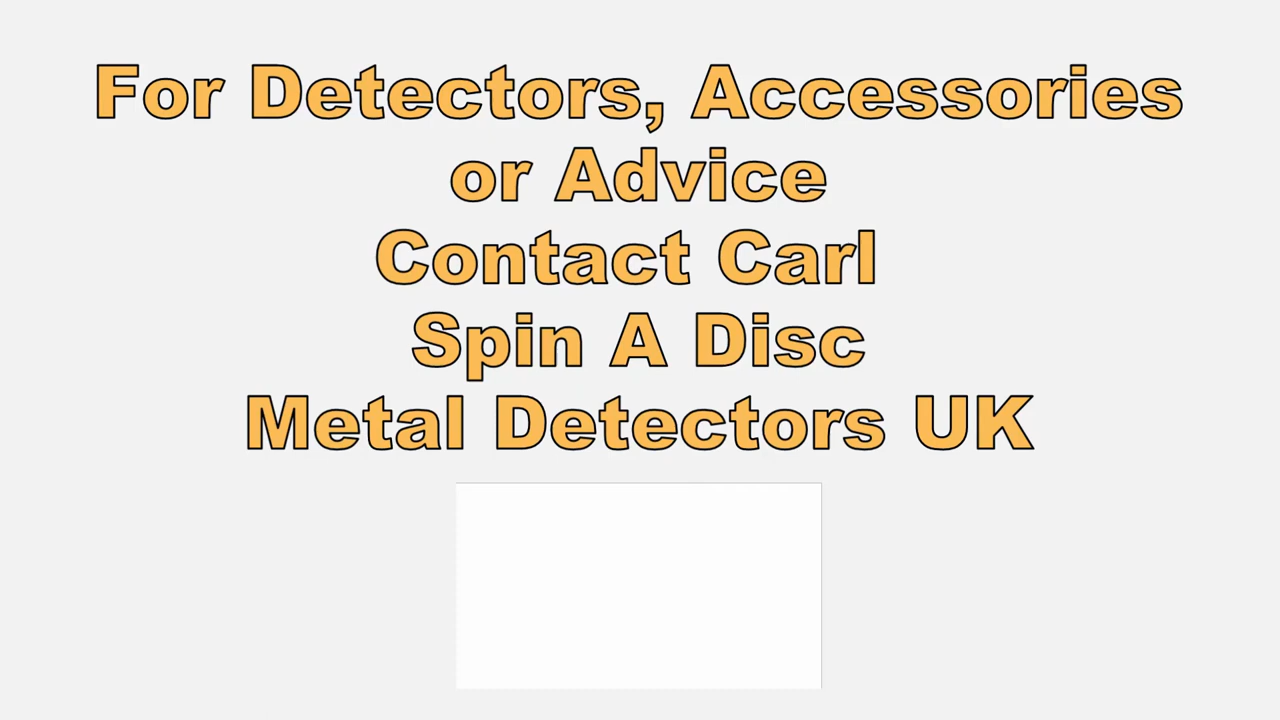 For Detectors, Accessories
or Advice
Contact Carl
Spin A Disc
Metal Detectors UK